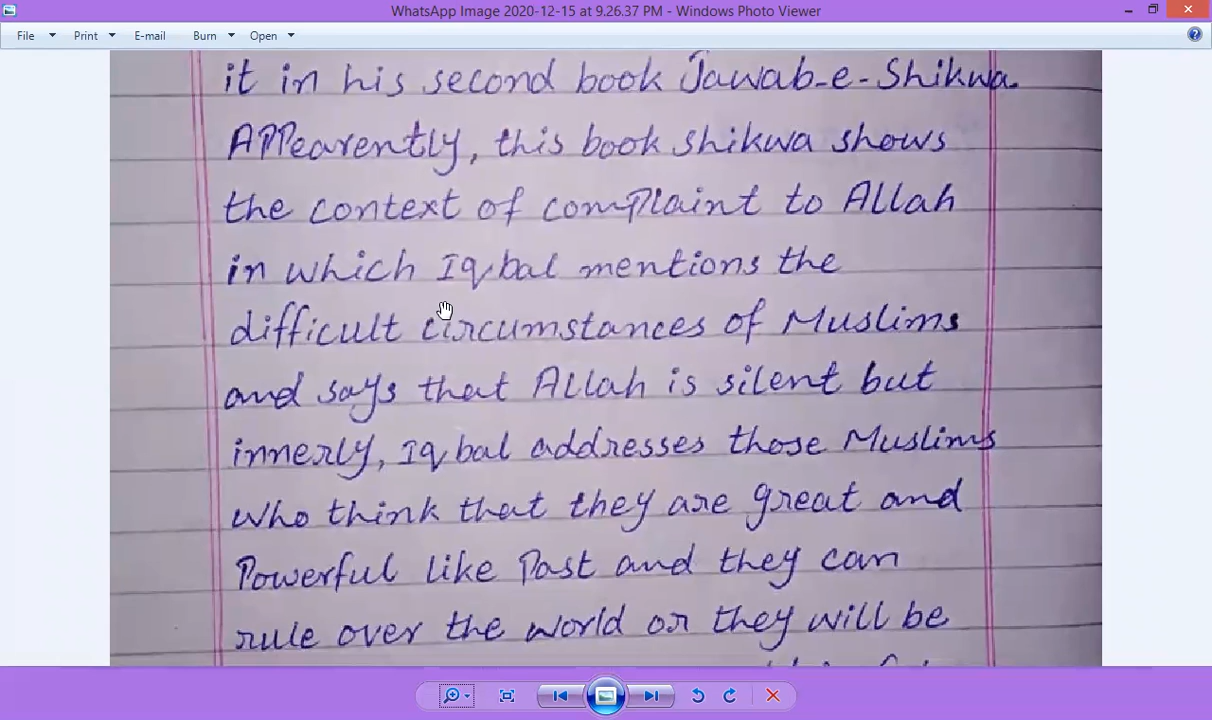 WhatsApp Image 2020-12-15 at 9.26.37 PM - Windows Photo Viewer
File Print E-mail Burn Open
it in his second book Jawab-e-Shikwa.
Appearently, this book shikwa shows
the context of complaint to Allah
in which Iqbal mentions the
difficult circumstances of Muslims
and says that Allah is silent but
innerly, Iqbal addresses those Muslims
who think that they are great and
Powerful like Past and they can
rule over the world or they will be